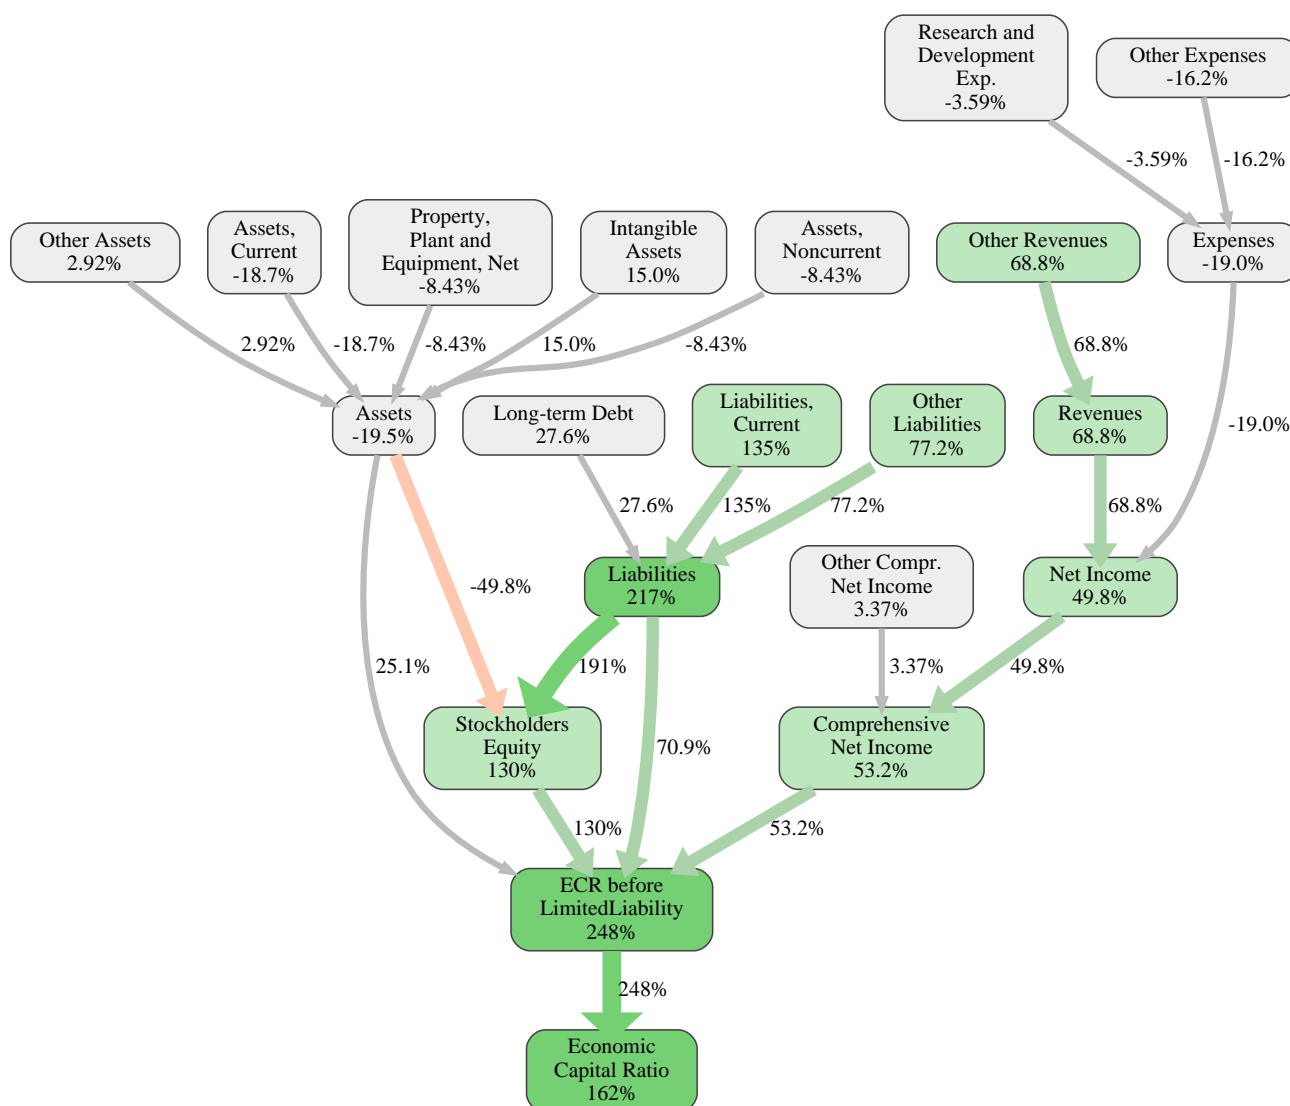 Research and
Development
Exp.
-3.59%
Other Expenses
-16.2%
-3.59%
-16.2%
Other Assets
2.92%
Assets,
Current
-18.7%
Property,
Plant and
Equipment, Net
-8.43%
Intangible
Assets
15.0%
Assets,
Noncurrent
-8.43%
Other Revenues
68.8%
Expenses
-19.0%
2.92%
-18.7%
-8.43%
15.0%
-8.43%
68.8%
Assets
-19.5%
Long-term Debt
27.6%
Liabilities,
Current
135%
Other
Liabilities
77.2%
Revenues
68.8%
-19.0%
27.6%
135%
77.2%
68.8%
Liabilities
217%
Other Compr.
Net Income
3.37%
Net Income
49.8%
-49.8%
25.1%
191%
3.37%
49.8%
Stockholders
Equity
130%
70.9%
Comprehensive
Net Income
53.2%
130%
53.2%
ECR before
LimitedLiability
248%
248%
Economic
Capital Ratio
162%